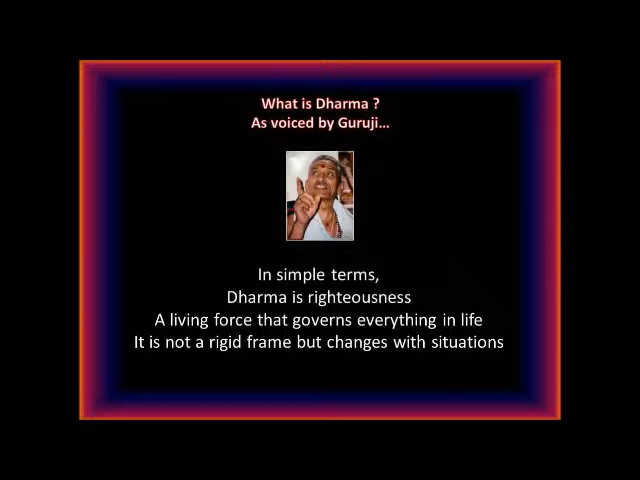 What is Dharma ?
As voiced by Guruji...
In simple terms,
Dharma is righteousness
A living force that governs everything in life
It is not a rigid frame but changes with situations